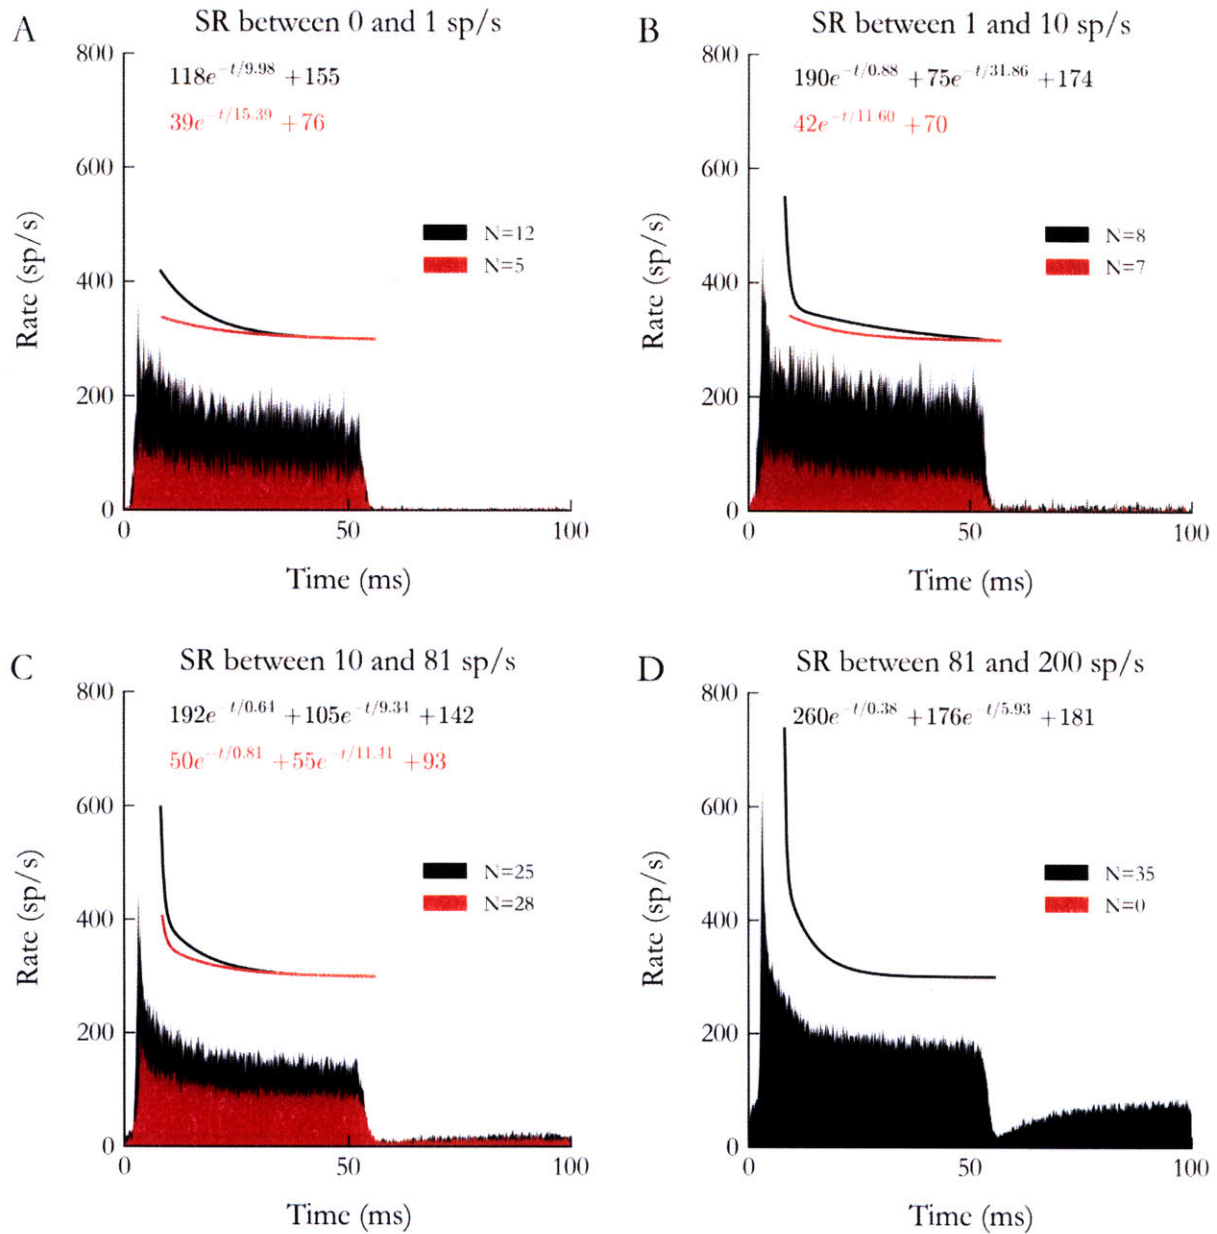 A
SR between 0 and 1 sp/s
118e^{-t/9.98} +155
39e^{-t/15.39} +76
N=12
N=5
Rate (sp/s)
800
600
400
200
0
0 50 100
Time (ms)
B
SR between 1 and 10 sp/s
190e^{-t/0.88} +75e^{-t/31.86} +174
42e^{-t/11.60} +70
N=8
N=7
Rate (sp/s)
800
600
400
200
0
0 50 100
Time (ms)
C
SR between 10 and 81 sp/s
192e^{-t/0.64} +105e^{-t/9.34} +142
50e^{-t/0.81} +55e^{-t/11.41} +93
N=25
N=28
Rate (sp/s)
800
600
400
200
0
0 50 100
Time (ms)
D
SR between 81 and 200 sp/s
260e^{-t/0.38} +176e^{-t/5.93} +181
N=35
N=0
Rate (sp/s)
800
600
400
200
0
0 50 100
Time (ms)